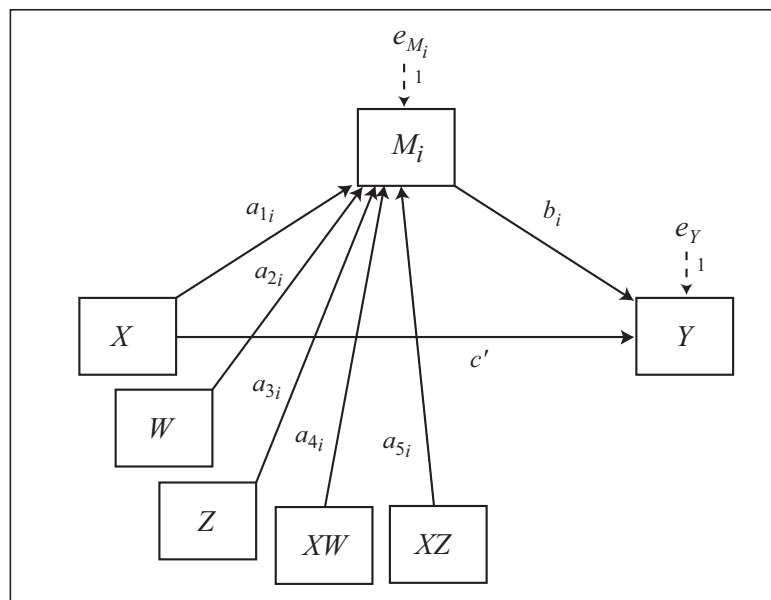 e_{M_i}
1
M_i
a_{1i}
b_i
e_Y
a_{2i}
1
X
Y
c′
a_{3i}
W
a_{4i}
a_{5i}
Z
XW
XZ